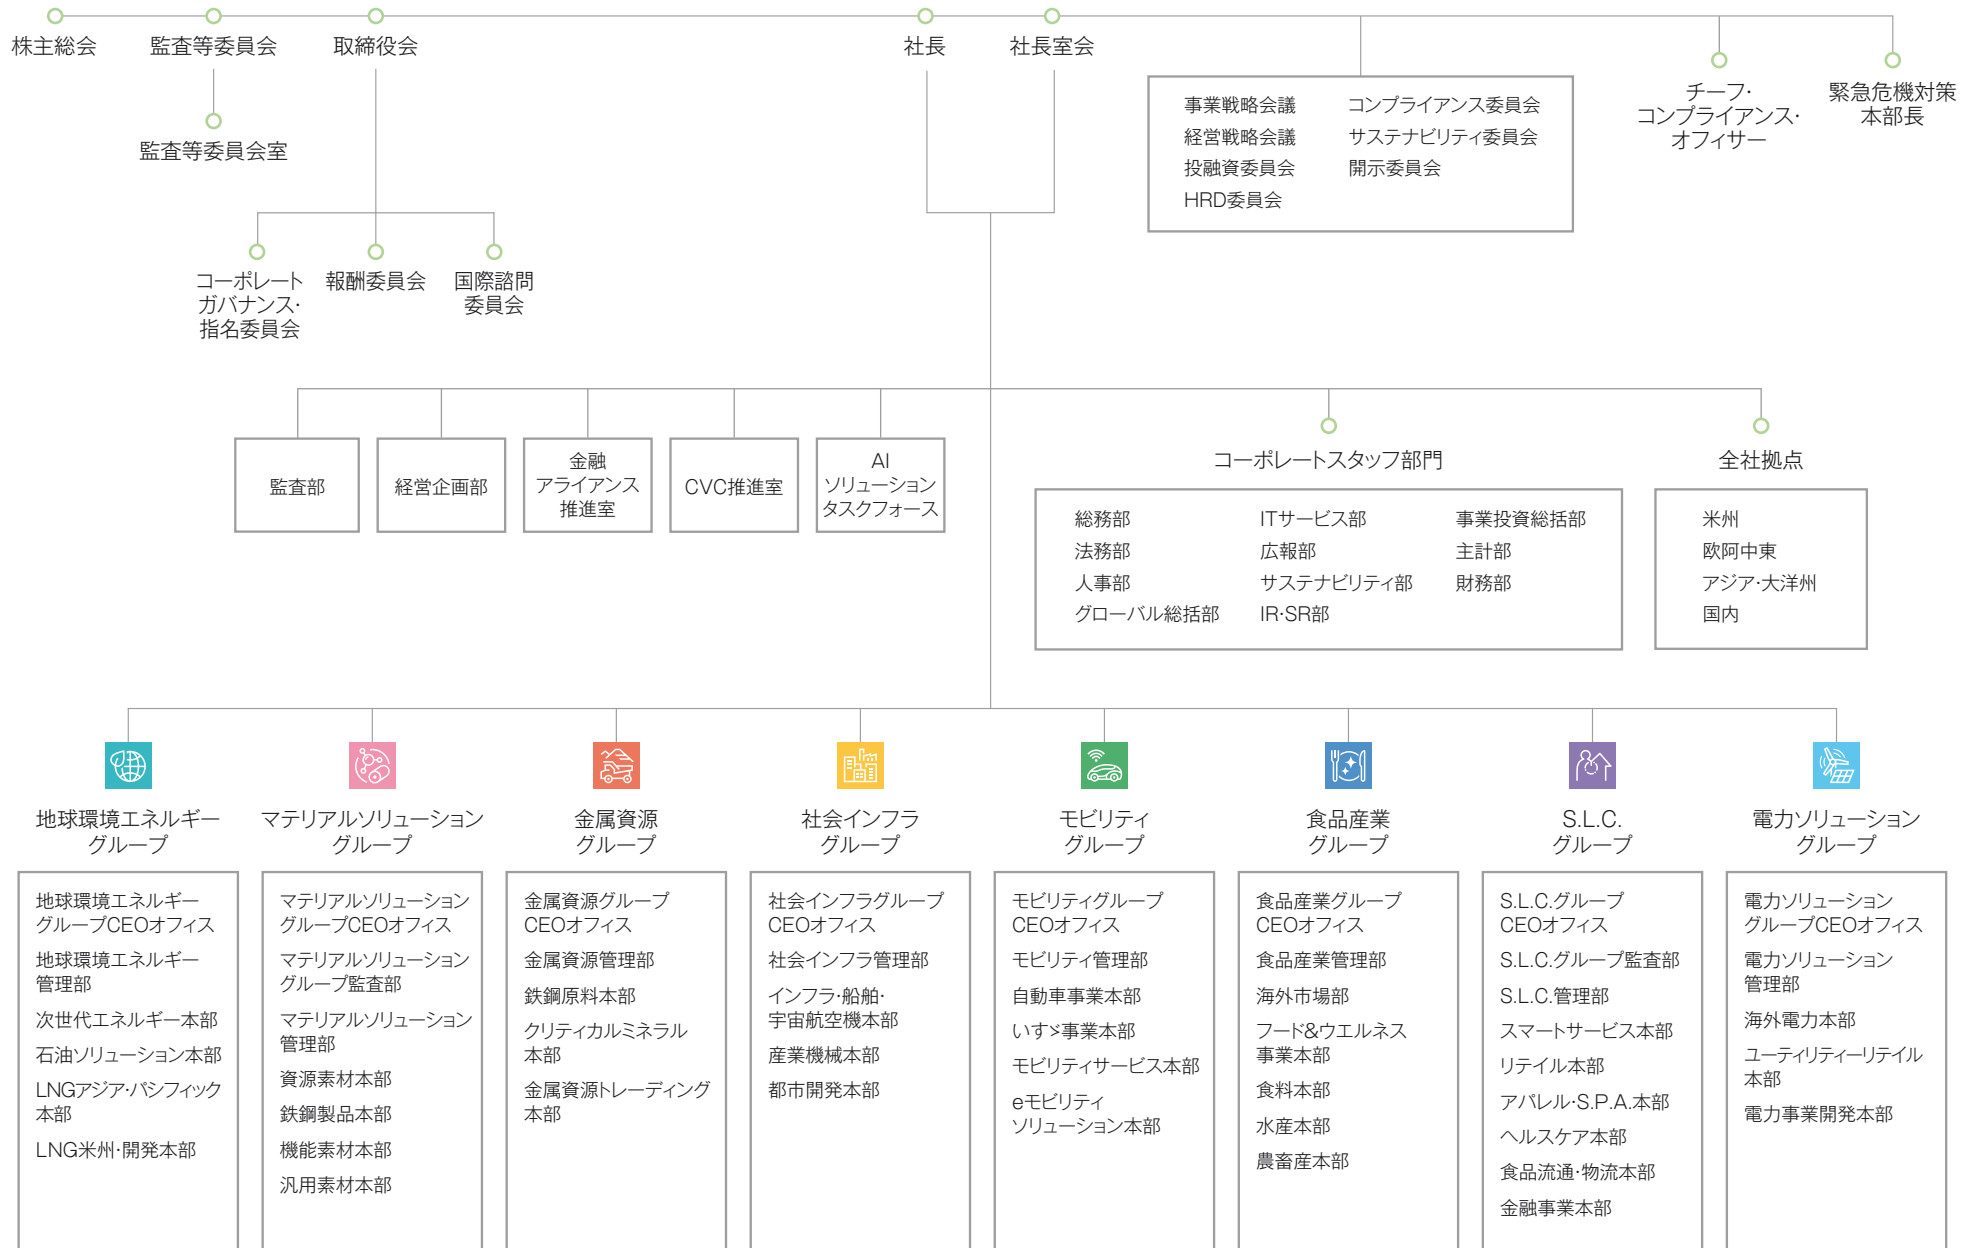 株主総会
監査等委員会
取締役会
社長
社長室会
監査等委員会室
コーポレート
ガバナンス・
指名委員会
報酬委員会
国際諮問
委員会
事業戦略会議
経営戦略会議
投融資委員会
HRD委員会
コンプライアンス委員会
サステナビリティ委員会
開示委員会
チーフ・
コンプライアンス・
オフィサー
緊急危機対策
本部長
監査部
経営企画部
金融
アライアンス
推進室
CVC推進室
AI
ソリューション
タスクフォース
コーポレートスタッフ部門
総務部
法務部
人事部
グローバル総括部
ITサービス部
広報部
サステナビリティ部
IR・SR部
事業投資総括部
主計部
財務部
全社拠点
米州
欧阿中東
アジア・大洋州
国内
地球環境エネルギー
グループ
地球環境エネルギー
グループCEOオフィス
地球環境エネルギー
管理部
次世代エネルギー本部
石油ソリューション本部
LNGアジア・パシフィック
本部
LNG米州・開発本部
マテリアルソリューション
グループ
マテリアルソリューション
グループCEOオフィス
マテリアルソリューション
グループ監査部
マテリアルソリューション
管理部
資源素材本部
鉄鋼製品本部
機能素材本部
汎用素材本部
金属資源
グループ
金属資源グループ
CEOオフィス
金属資源管理部
鉄鋼原料本部
クリティカルミネラル
本部
金属資源トレーディング
本部
社会インフラ
グループ
社会インフラグループ
CEOオフィス
社会インフラ管理部
インフラ・船舶・
宇宙航空機本部
産業機械本部
都市開発本部
モビリティ
グループ
モビリティグループ
CEOオフィス
モビリティ管理部
自動車事業本部
いすゞ事業本部
モビリティサービス本部
eモビリティ
ソリューション本部
食品産業
グループ
食品産業グループ
CEOオフィス
食品産業管理部
海外市場部
フード&ウエルネス
事業本部
食料本部
水産本部
農畜産本部
S.L.C.
グループ
S.L.C.グループ
CEOオフィス
S.L.C.グループ監査部
S.L.C.管理部
スマートサービス本部
リテイル本部
アパレル・S.P.A.本部
ヘルスケア本部
食品流通・物流本部
金融事業本部
電力ソリューション
グループ
電力ソリューション
グループCEOオフィス
電力ソリューション
管理部
海外電力本部
ユーティリティーリテイル
本部
電力事業開発本部